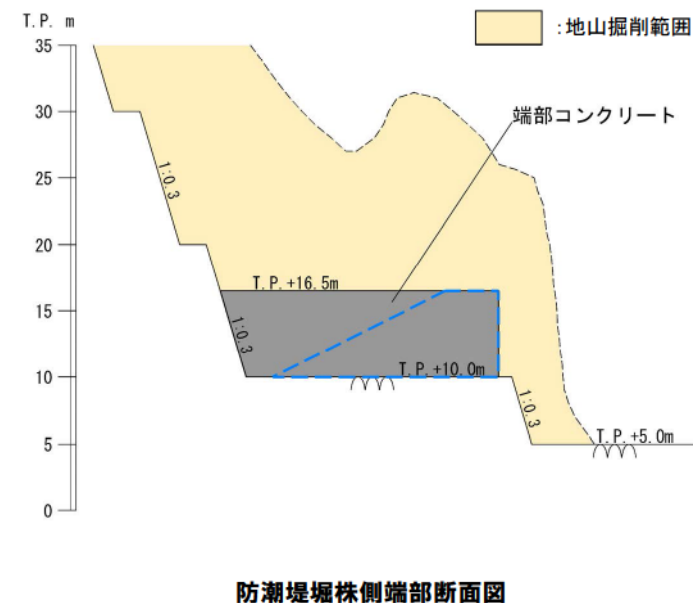 T.P. m
:地山掘削範囲
35
30
25
20
15
10
5
0
端部コンクリート
1:0.3
T.P.+16.5m
1:0.3
T.P.+10.0m
1:0.3
T.P.+5.0m
防潮堤堀株側端部断面図